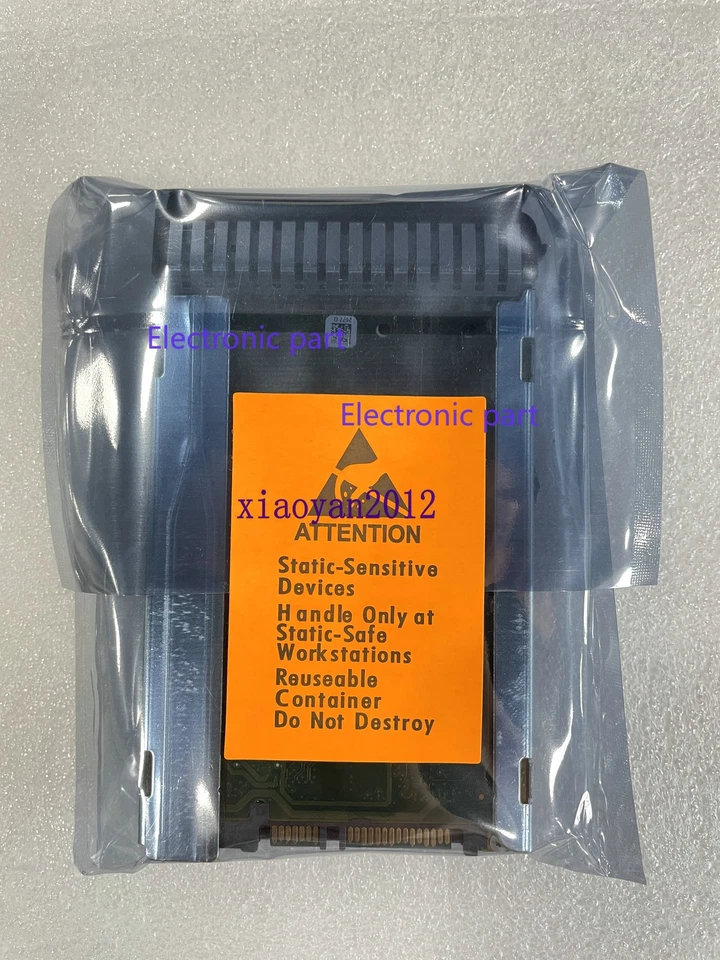 Electronic part
Electronic part
xiaoyan2012
ATTENTION
Static-Sensitive
Devices
Handle Only at
Static-Safe
Workstations
Reuseable
Container
Do Not Destroy